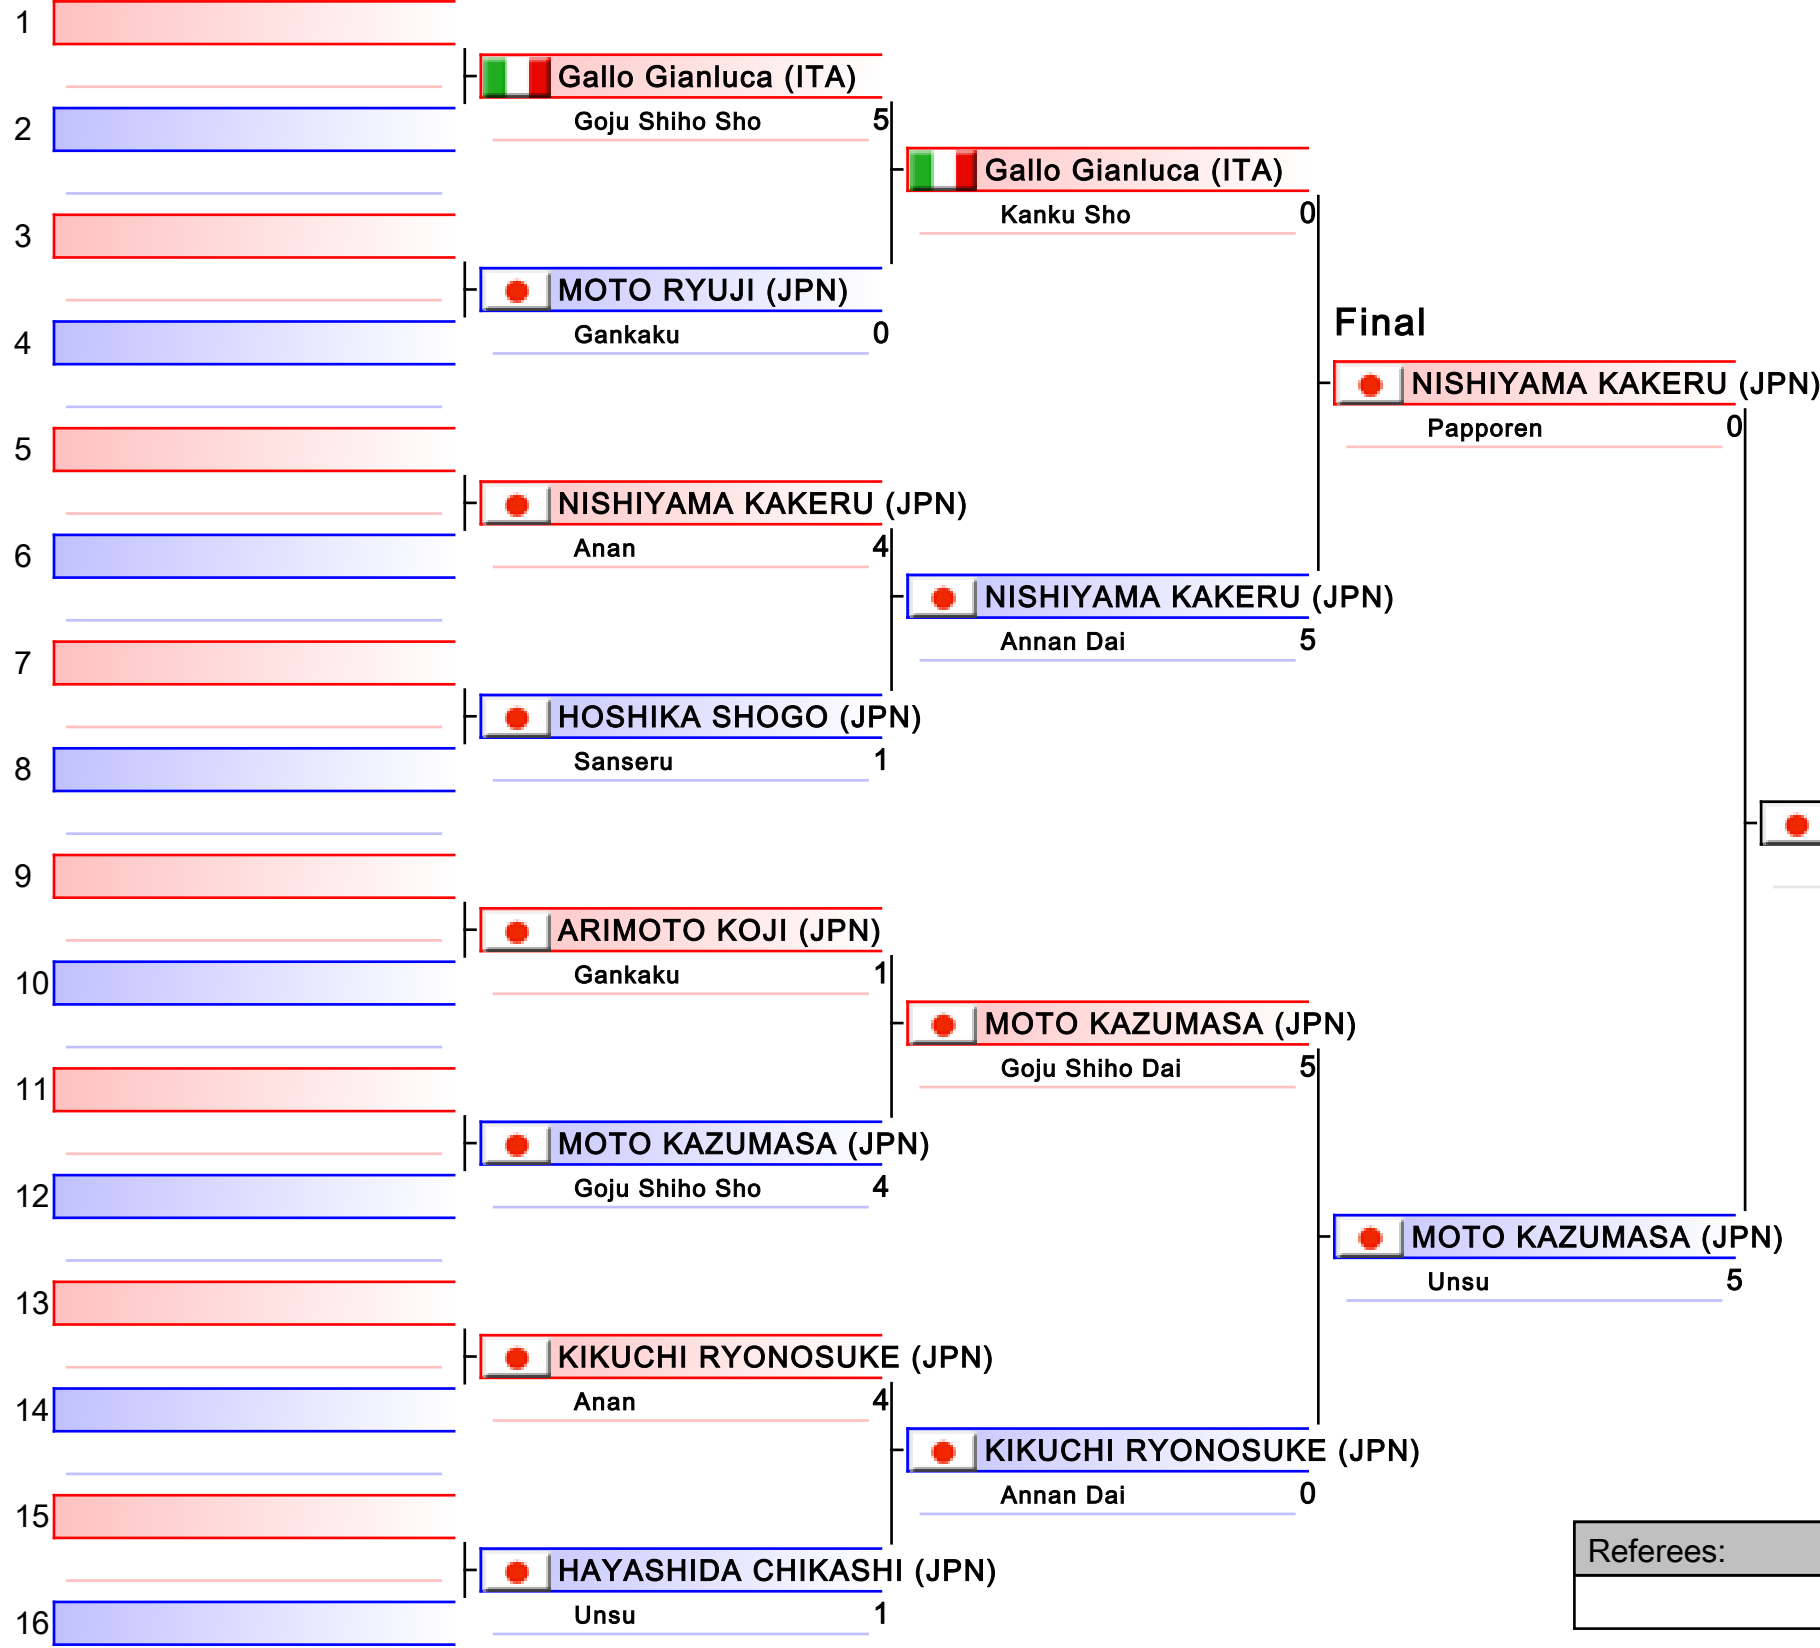 1
Gallo Gianluca (ITA)
Goju Shiho Sho 5
2
Gallo Gianluca (ITA)
Kanku Sho 0
3
MOTO RYUJI (JPN)
Gankaku 0
4
Final
NISHIYAMA KAKERU (JPN)
Papporen 0
5
NISHIYAMA KAKERU (JPN)
Anan 4
6
NISHIYAMA KAKERU (JPN)
Annan Dai 5
7
HOSHIKA SHOGO (JPN)
Sanseru 1
8
9
ARIMOTO KOJI (JPN)
Gankaku 1
10
MOTO KAZUMASA (JPN)
Goju Shiho Dai 5
11
MOTO KAZUMASA (JPN)
Goju Shiho Sho 4
12
MOTO KAZUMASA (JPN)
Unsu 5
13
KIKUCHI RYONOSUKE (JPN)
Anan 4
14
KIKUCHI RYONOSUKE (JPN)
Annan Dai 0
15
HAYASHIDA CHIKASHI (JPN)
Unsu 1
16
Referees: